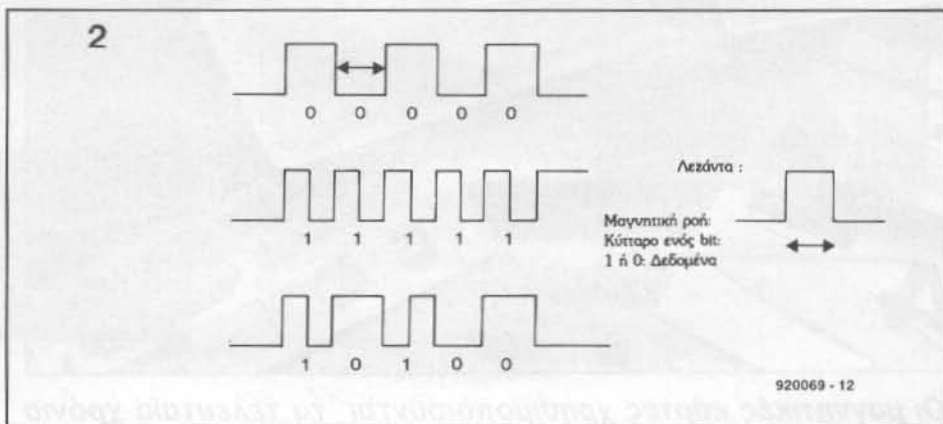 2
0 0 0 0 0
1 1 1 1 1
Λεζάντα :
Μαγνητική ροή:
Κύτταρο ενός bit:
1 ή 0: Δεδομένα
1 0 1 0 0
920069 - 12